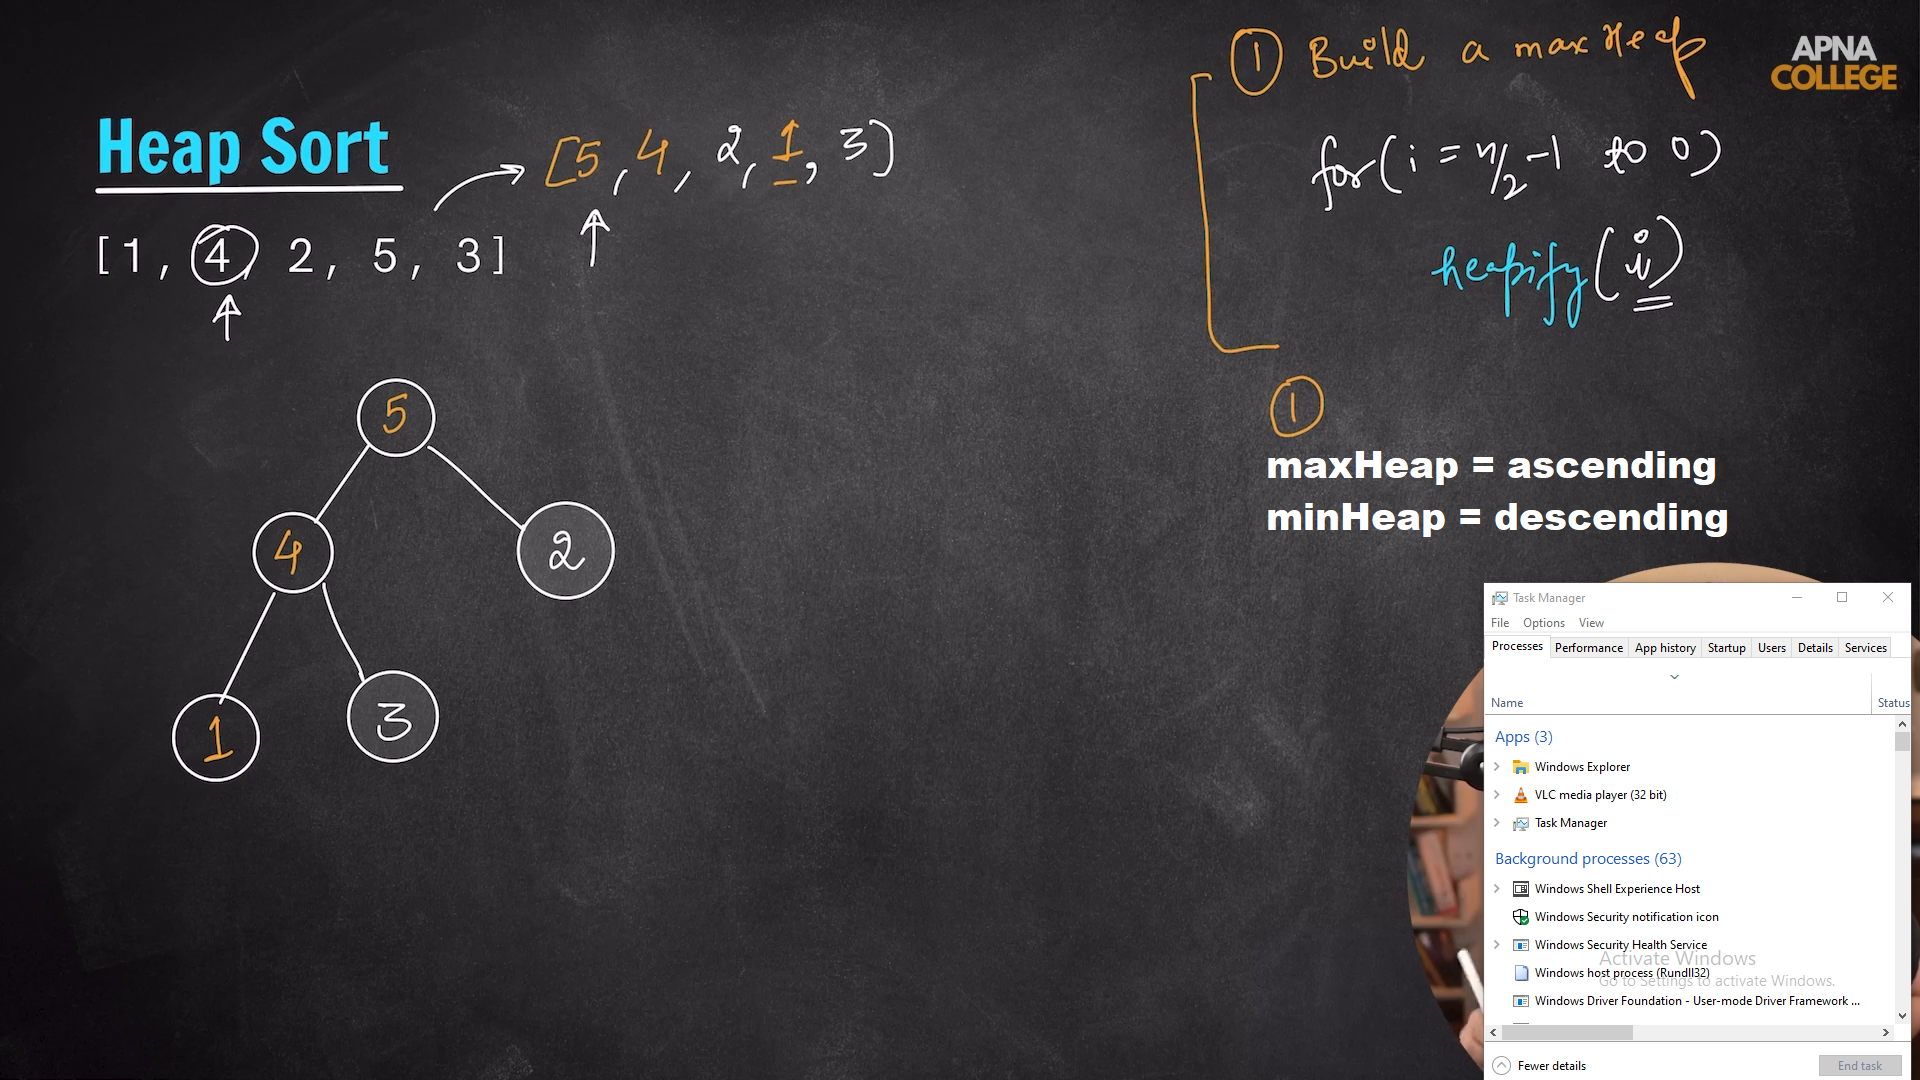 ① Build a maxHeap
APNA
COLLEGE
Heap Sort
[5, 4, 2, 1, 3]
for(i = n/2 -1 to 0)
[1, 4, 2, 5, 3]
heapify(i)
①
maxHeap = ascending
minHeap = descending
5
4
2
1
3
Task Manager
File Options View
Processes Performance App history Startup Users Details Services
Name Status
Apps (3)
Windows Explorer
VLC media player (32 bit)
Task Manager
Background processes (63)
Windows Shell Experience Host
Windows Security notification icon
Windows Security Health Service
Activate Windows
Windows host process (Rundll32)
Go to Settings to activate Windows.
Windows Driver Foundation - User-mode Driver Framework ...
Fewer details End task